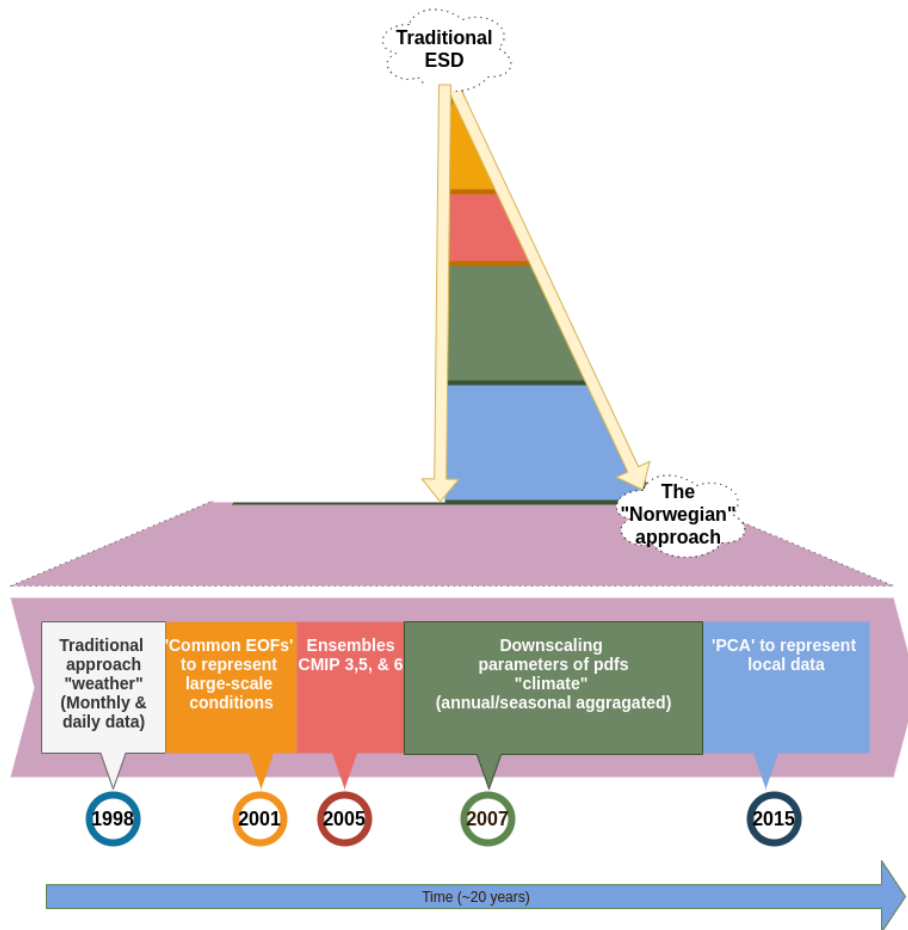 Traditional
ESD
The
"Norwegian"
approach
Traditional
approach
"weather"
(Monthly &
daily data)
'Common EOFs'
to represent
large-scale
conditions
Ensembles
CMIP 3,5, & 6
Downscaling
parameters of pdfs
"climate"
(annual/seasonal aggragated)
'PCA' to represent
local data
1998
2001
2005
2007
2015
Time (~20 years)